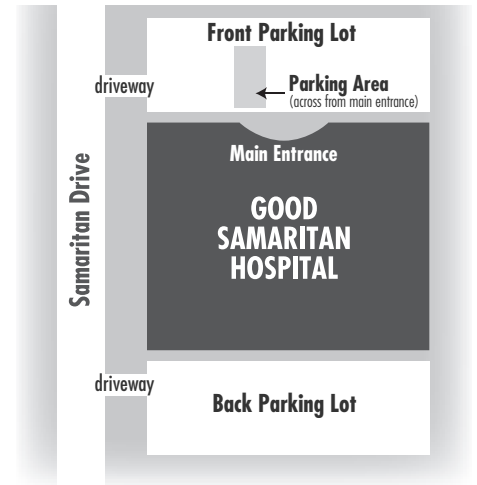 Front Parking Lot
driveway
Parking Area
(across from main entrance)
Main Entrance
Samaritan Drive
GOOD
SAMARITAN
HOSPITAL
driveway
Back Parking Lot